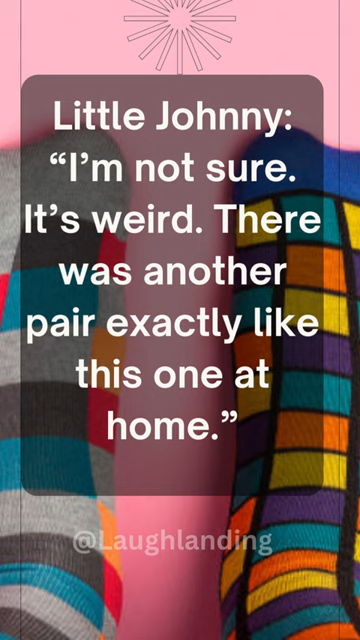 Little Johnny:
“I’m not sure.
It’s weird. There
was another
pair exactly like
this one at
home.”
@Laughlanding